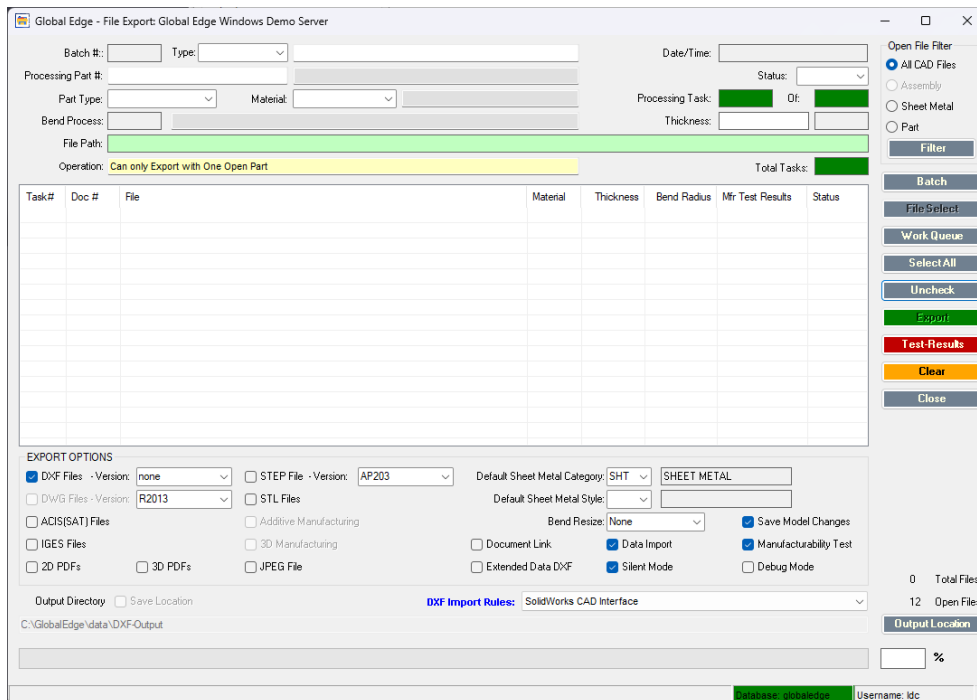 Global Edge - File Export: Global Edge Windows Demo Server
Batch #:: Type: Date/Time: Open File Filter
Processing Part #: Status: All CAD Files
Assembly
Part Type: Material: Processing Task: Of: Sheet Metal
Bend Process: Thickness: Part
File Path: Filter
Operation: Can only Export with One Open Part Total Tasks:
Batch
Task# Doc # File Material Thickness Bend Radius Mfr Test Results Status
File Select
Work Queue
Select All
Uncheck
Export
Test-Results
Clear
Close
EXPORT OPTIONS
DXF Files - Version: none STEP File - Version: AP203 Default Sheet Metal Category: SHT SHEET METAL
DWG Files - Version: R2013 STL Files Default Sheet Metal Style:
ACIS(SAT) Files Additive Manufacturing Bend Resize: None Save Model Changes
IGES Files 3D Manufacturing Document Link Data Import Manufacturability Test
2D PDFs 3D PDFs JPEG File Extended Data DXF Silent Mode Debug Mode
0 Total Files
Output Directory Save Location DXF Import Rules: SolidWorks CAD Interface 12 Open Files
C:\GlobalEdge\data\DXF-Output Output Location
%
Database: globaledge Username: ldc